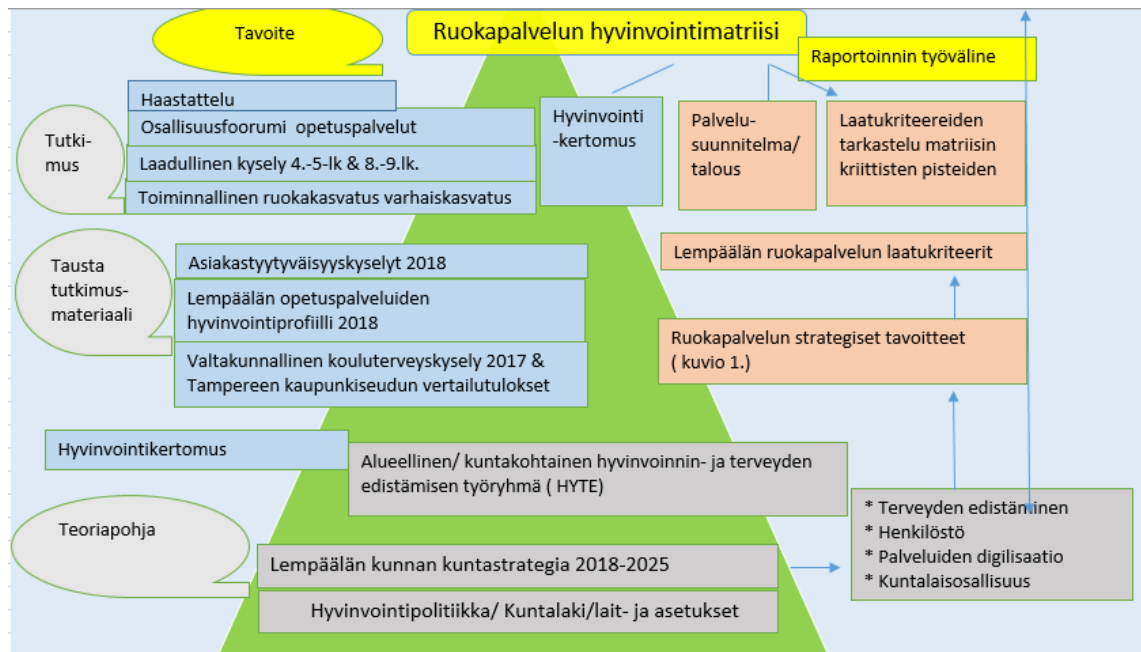 Tavoite
Ruokapalvelun hyvinvointimatriisi
Raportoinnin työväline
Haastattelu
Osallisuusfoorumi opetuspalvelut
Laadullinen kysely 4.-5-lk & 8.-9.lk.
Toiminnallinen ruokakasvatus varhaiskasvatus
Tutki-
mus
Hyvinvointi
-kertomus
Palvelu-
suunnitelma/
talous
Laatukritereiden
tarkastelu matriisin
kriittisten pisteiden
Tausta
tutkimus-
materiaali
Asiakastyytyväisyyskyselyt 2018
Lempäälän opetuspalveluiden
hyvinvointiprofiilli 2018
Valtakunnallinen kouluterveyskysely 2017 &
Tampereen kaupunkiseudun vertailutulokset
Lempäälän ruokapalvelun laatukriteerit
Ruokapalvelun strategiset tavoitteet
( kuvio 1.)
Hyvinvointikertomus
Alueellinen/ kuntakohtainen hyvinvoinnin- ja terveyden
edistämisen työryhmä ( HYTE)
Teoriapohja
Lempäälän kunnan kuntastrategia 2018-2025
Hyvinvointipolitiikka/ Kuntalaki/lait- ja asetukset
* Terveyden edistäminen
* Henkilöstö
* Palveluiden digilisaatio
* Kuntalaisosallisuus